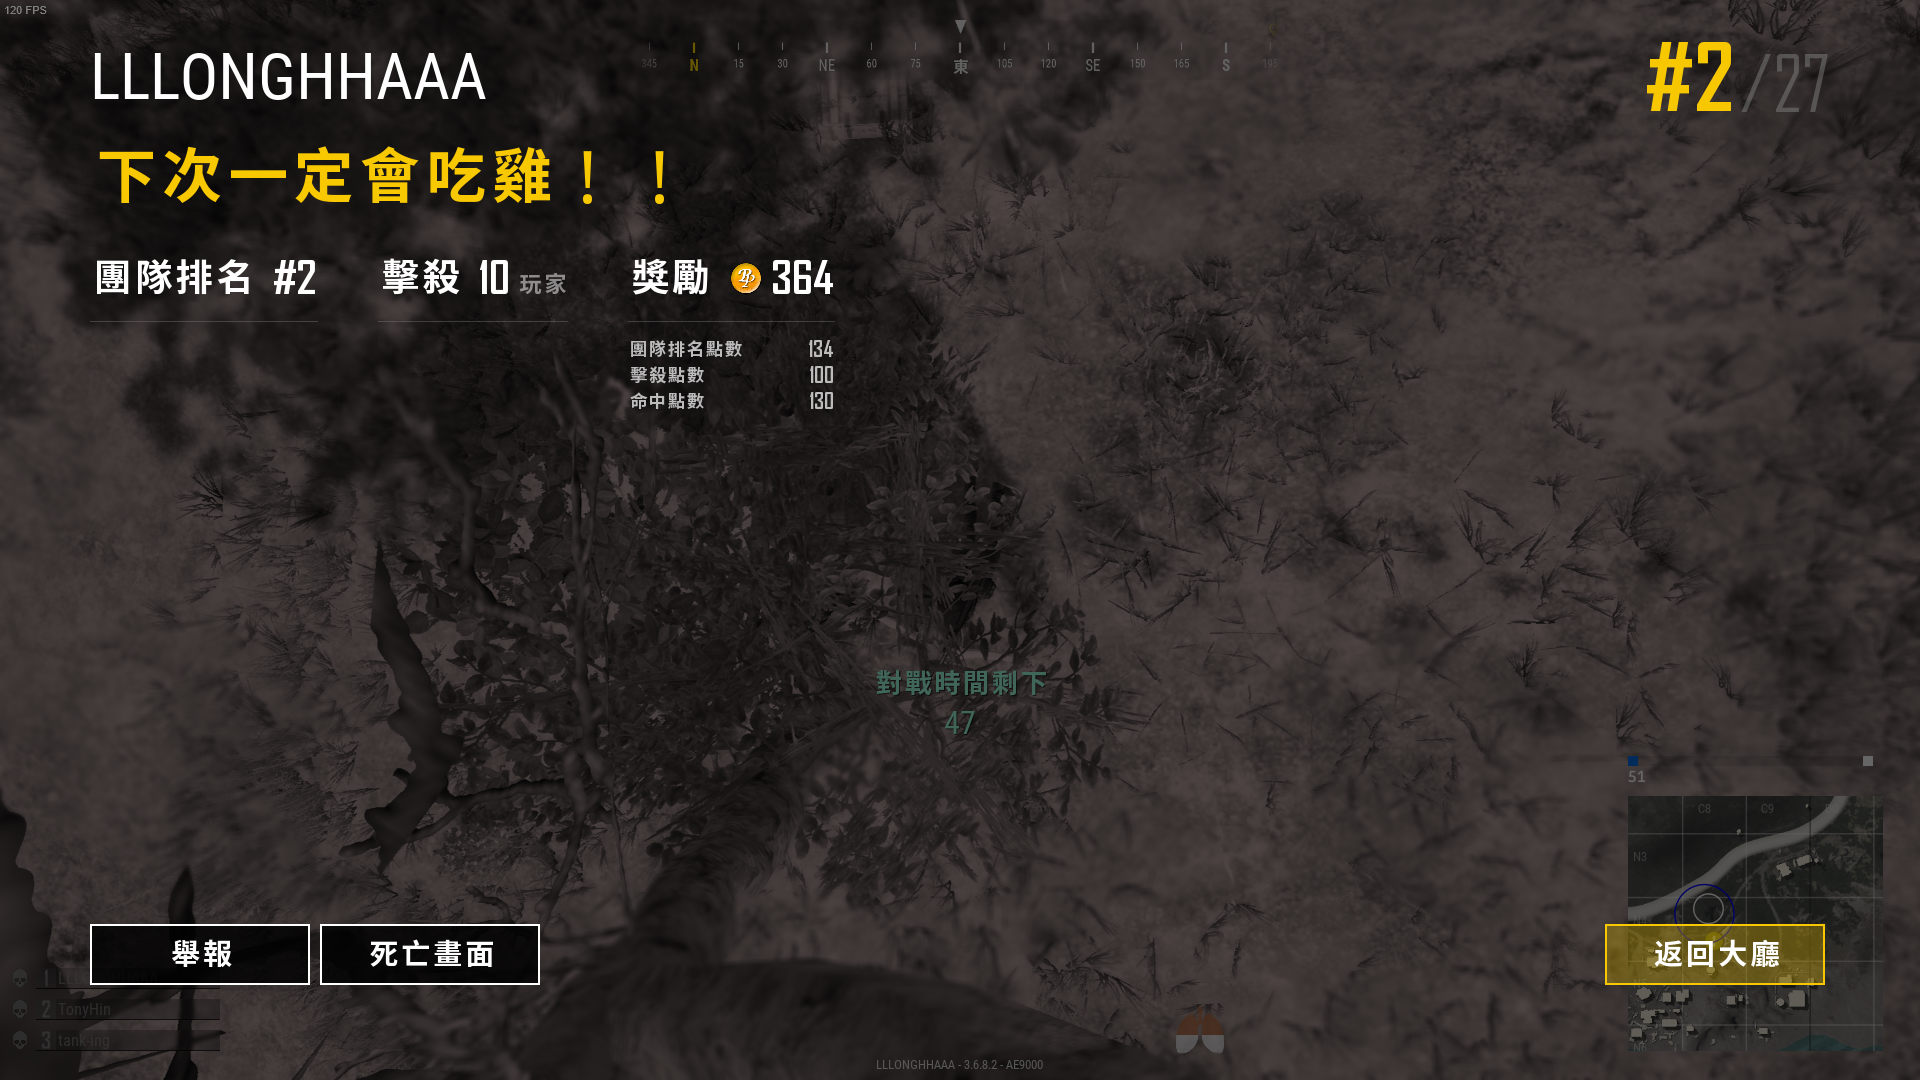 120 FPS
345 N 15 30 NE 60 75 東 105 120 SE 150 165 S 195
LLLONGHHAAA
#2/27
下次一定會吃雞！！
團隊排名 #2
擊殺 10 玩家
獎勵 364
團隊排名點數 134
擊殺點數 100
命中點數 130
對戰時間剩下
47
51
C8 C9
N3
舉報
死亡畫面
返回大廳
1
2 TonyHin
3 tank-ing
LLLONGHHAAA - 3.6.8.2 - AE9000